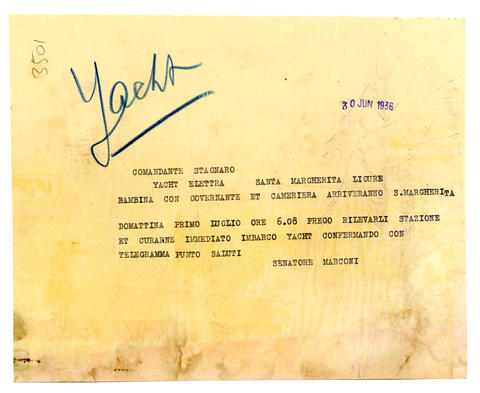 3501
Yacht
30 JUN 1936
COMANDANTE STAGNARO
YACHT ELETTRA SANTA MARGHERITA LIGURE
BAMBINA CON GOVERNANTE ET CAMERIERA ARRIVERANNO S.MARGHERITA
DOMATTINA PRIMO LUGLIO ORE 6.08 PREGO RILEVARLI STAZIONE
ET CURARNE IMMEDIATO IMBARCO YACHT CONFERMANDO CON
TELEGRAMMA PUNTO SALUTI
SENATORE MARCONI